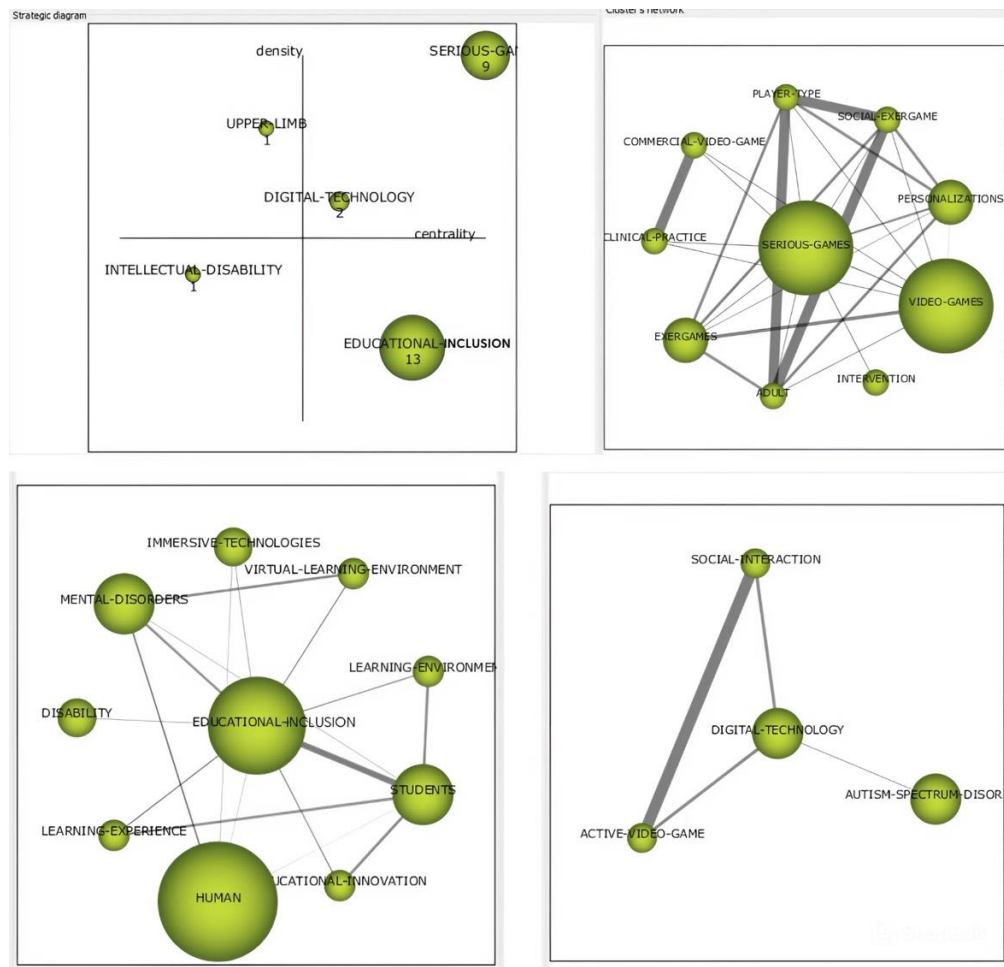 Strategic diagram
Cluster's network
density
SERIOUS-GA
9
UPPER-LIMB
1
DIGITAL-TECHNOLOGY
2
centrality
INTELLECTUAL-DISABILITY
1
EDUCATIONAL-INCLUSION
13
PLAYER-TYPE
SOCIAL-EXERGAME
COMMERCIAL-VIDEO-GAME
PERSONALIZATIONS
CLINICAL-PRACTICE
SERIOUS-GAMES
VIDEO-GAMES
EXERGAMES
INTERVENTION
ADULT
IMMERSIVE-TECHNOLOGIES
VIRTUAL-LEARNING-ENVIRONMENT
MENTAL-DISORDERS
LEARNING-ENVIRONMEN
DISABILITY
EDUCATIONAL-INCLUSION
STUDENTS
LEARNING-EXPERIENCE
UCATIONAL-INNOVATION
HUMAN
SOCIAL-INTERACTION
DIGITAL-TECHNOLOGY
AUTISM-SPECTRUM-DISOR
ACTIVE-VIDEO-GAME